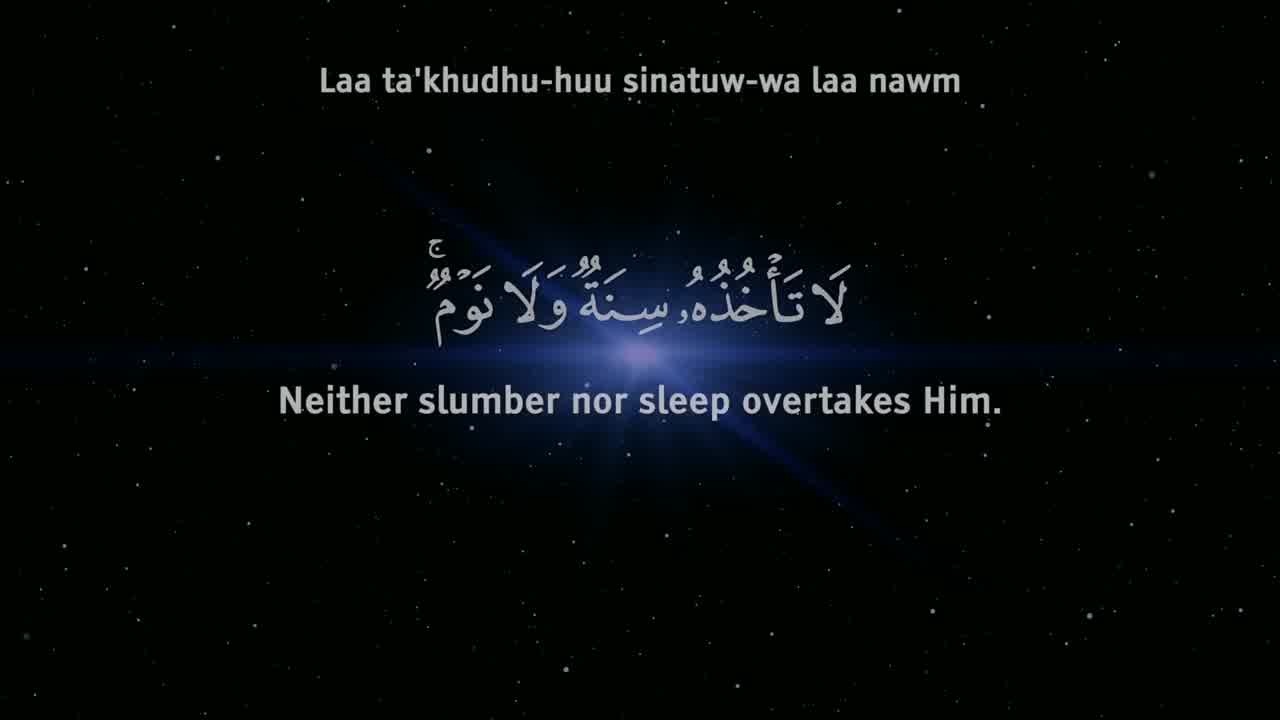 Laa ta'khudhu-huu sinatuw-wa laa nawm
لَا تَأۡخُذُهُۥ سِنَةٌۭ وَلَا نَوۡمٌۭ ۚ
Neither slumber nor sleep overtakes Him.